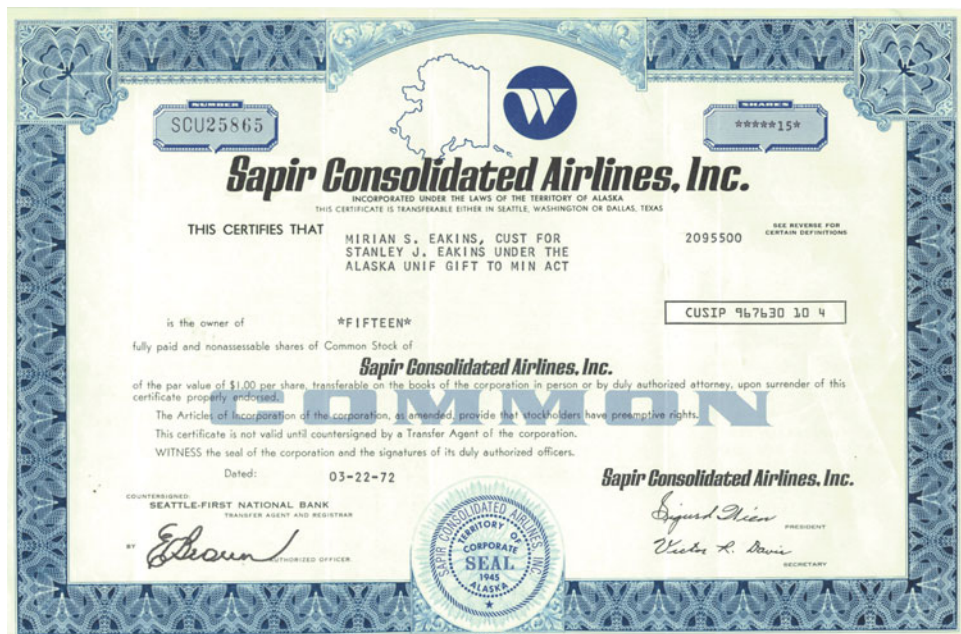 NUMBER
SCU25865
SHARES
*****15*
Sapir Consolidated Airlines, Inc.
INCORPORATED UNDER THE LAWS OF THE TERRITORY OF ALASKA
THIS CERTIFICATE IS TRANSFERABLE EITHER IN SEATTLE, WASHINGTON OR DALLAS, TEXAS
THIS CERTIFIES THAT
MIRIAN S. EAKINS, CUST FOR
STANLEY J. EAKINS UNDER THE
ALASKA UNIF GIFT TO MIN ACT
2095500
SEE REVERSE FOR
CERTAIN DEFINITIONS
CUSIP 967630 10 4
is the owner of *FIFTEEN*
fully paid and nonassessable shares of Common Stock of
Sapir Consolidated Airlines, Inc.
of the par value of $1.00 per share, transferable on the books of the corporation in person or by duly authorized attorney, upon surrender of this
certificate properly endorsed.
COMMON
The Articles of Incorporation of the corporation, as amended, provide that stockholders have preemptive rights.
This certificate is not valid until countersigned by a Transfer Agent of the corporation.
WITNESS the seal of the corporation and the signatures of its duly authorized officers.
Dated: 03-22-72
Sapir Consolidated Airlines, Inc.
COUNTERSIGNED:
SEATTLE-FIRST NATIONAL BANK
TRANSFER AGENT AND REGISTRAR
BY
AUTHORIZED OFFICER
SAPIR CONSOLIDATED AIRLINES, INC.
TERRITORY OF
CORPORATE
SEAL
1945
ALASKA
Sigurd Wien
PRESIDENT
Victor R. Davis
SECRETARY